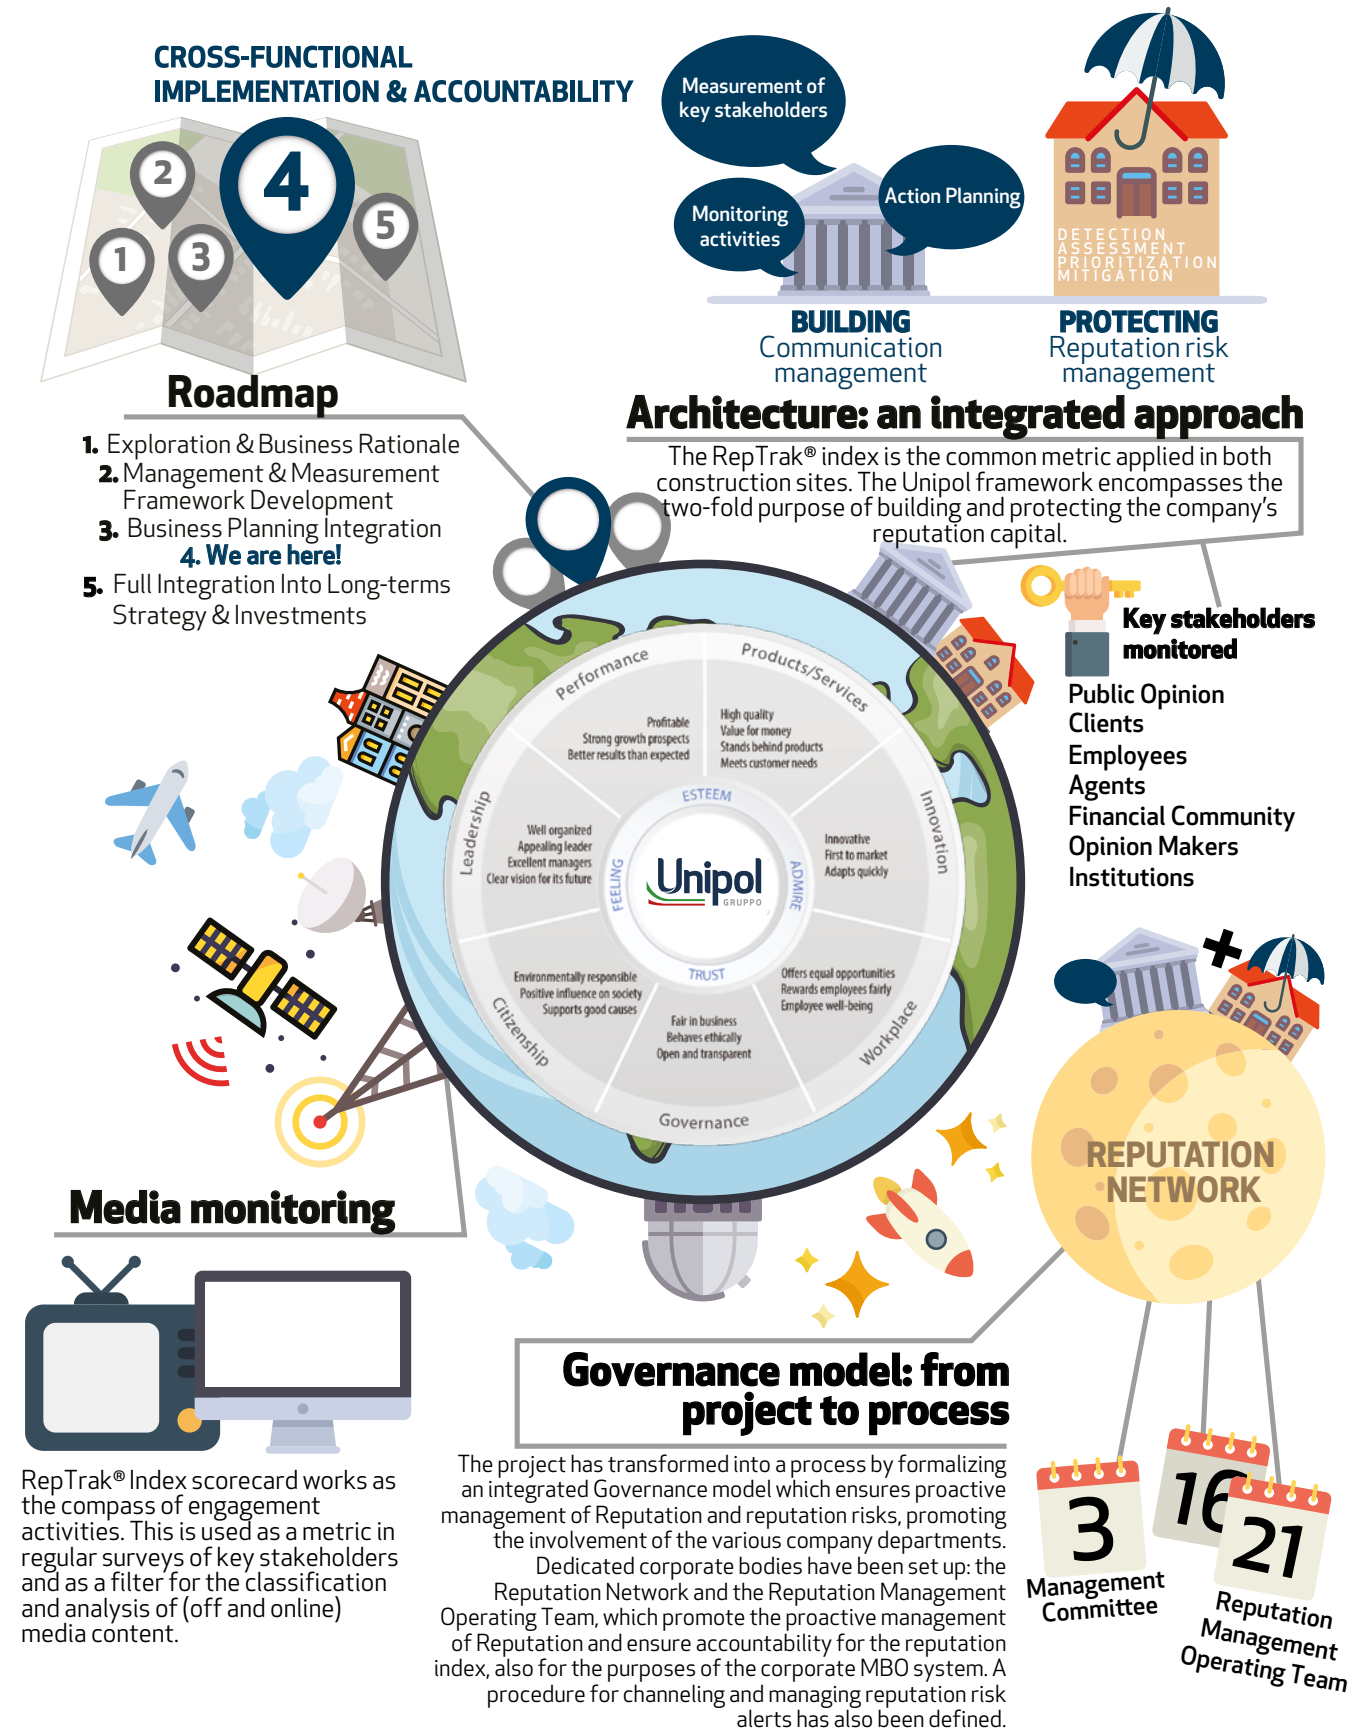 CROSS-FUNCTIONAL
IMPLEMENTATION & ACCOUNTABILITY
1
2
3
4
5
Roadmap
1. Exploration & Business Rationale
2. Management & Measurement
Framework Development
3. Business Planning Integration
4. We are here!
5. Full Integration Into Long-terms
Strategy & Investments
Measurement of
key stakeholders
Monitoring
activities
Action Planning
DETECTION
ASSESSMENT
PRIORITIZATION
MITIGATION
BUILDING
Communication
management
PROTECTING
Reputation risk
management
Architecture: an integrated approach
The RepTrak® index is the common metric applied in both
construction sites. The Unipol framework encompasses the
two-fold purpose of building and protecting the company's
reputation capital.
Key stakeholders
monitored
Public Opinion
Clients
Employees
Agents
Financial Community
Opinion Makers
Institutions
Performance
Profitable
Strong growth prospects
Better results than expected
Products/Services
High quality
Value for money
Stands behind products
Meets customer needs
Innovation
Innovative
First to market
Adapts quickly
Workplace
Offers equal opportunities
Rewards employees fairly
Employee well-being
Governance
Fair in business
Behaves ethically
Open and transparent
Citizenship
Environmentally responsible
Positive influence on society
Supports good causes
Leadership
Well organized
Appealing leader
Excellent managers
Clear vision for its future
ESTEEM
ADMIRE
TRUST
FEELING
Unipol
GRUPPO
REPUTATION
NETWORK
Media monitoring
RepTrak® Index scorecard works as
the compass of engagement
activities. This is used as a metric in
regular surveys of key stakeholders
and as a filter for the classification
and analysis of (off and online)
media content.
Governance model: from
project to process
The project has transformed into a process by formalizing
an integrated Governance model which ensures proactive
management of Reputation and reputation risks, promoting
the involvement of the various company departments.
Dedicated corporate bodies have been set up: the
Reputation Network and the Reputation Management
Operating Team, which promote the proactive management
of Reputation and ensure accountability for the reputation
index, also for the purposes of the corporate MBO system. A
procedure for channeling and managing reputation risk
alerts has also been defined.
3
Management
Committee
16
21
Reputation
Management
Operating Team